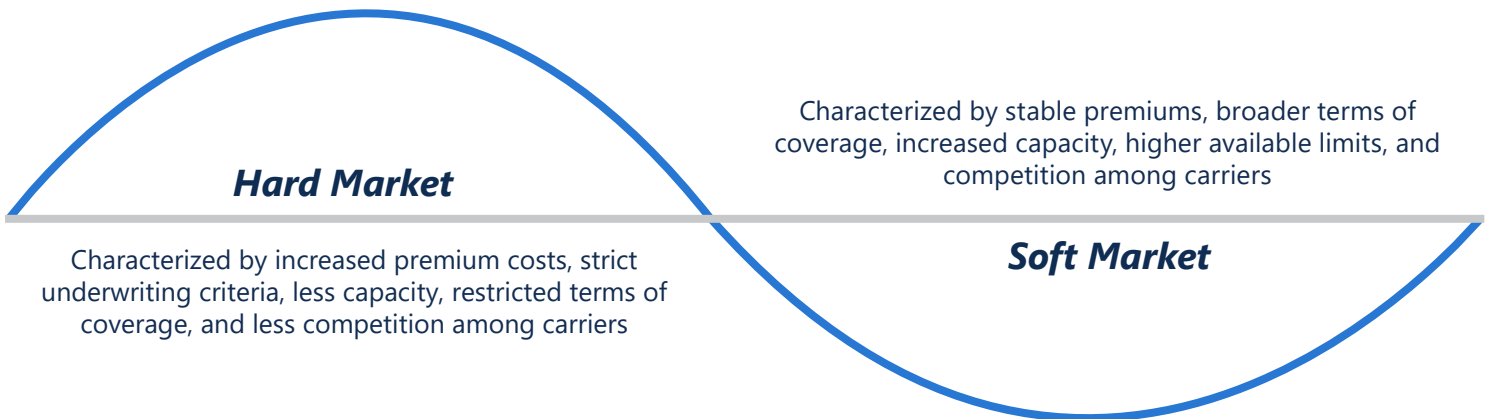 Hard Market
Characterized by increased premium costs, strict
underwriting criteria, less capacity, restricted terms of
coverage, and less competition among carriers
Characterized by stable premiums, broader terms of
coverage, increased capacity, higher available limits, and
competition among carriers
Soft Market